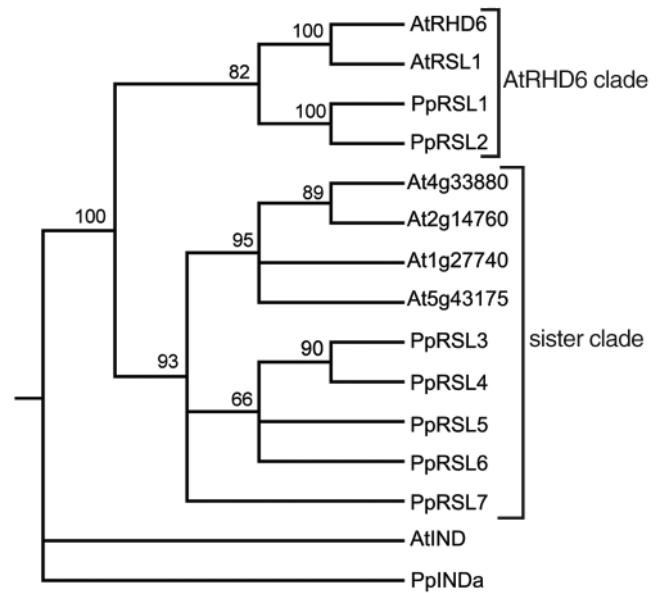 100
AtRHD6
82
AtRSL1
AtRHD6 clade
100
PpRSL1
PpRSL2
At4g33880
89
At2g14760
100
95
At1g27740
At5g43175
PpRSL3
sister clade
90
93
PpRSL4
66
PpRSL5
PpRSL6
PpRSL7
AtIND
PpINDa